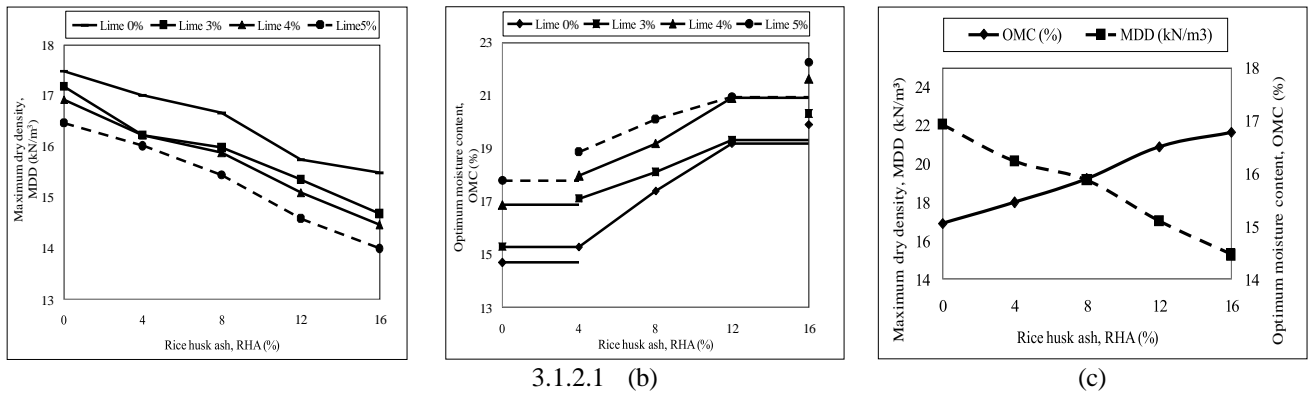 Lime 0% Lime 3% Lime 4% Lime5%
18
17
16
15
14
13
Maximum dry density,
MDD (kN/m³)
0 4 8 12 16
Rice husk ash, RHA (%)
Lime 0% Lime 3% Lime 4% Lime 5%
23
21
19
17
15
13
Optimum moisture content,
OMC (%)
0 4 8 12 16
Rice husk ash, RHA (%)
OMC (%) MDD (kN/m3)
24
22
20
18
16
14
Maximum dry density, MDD (kN/m³)
18
17
16
15
14
Optimum moisture content, OMC (%)
0 4 8 12 16
Rice husk ash, RHA (%)
3.1.2.1 (b) (c)